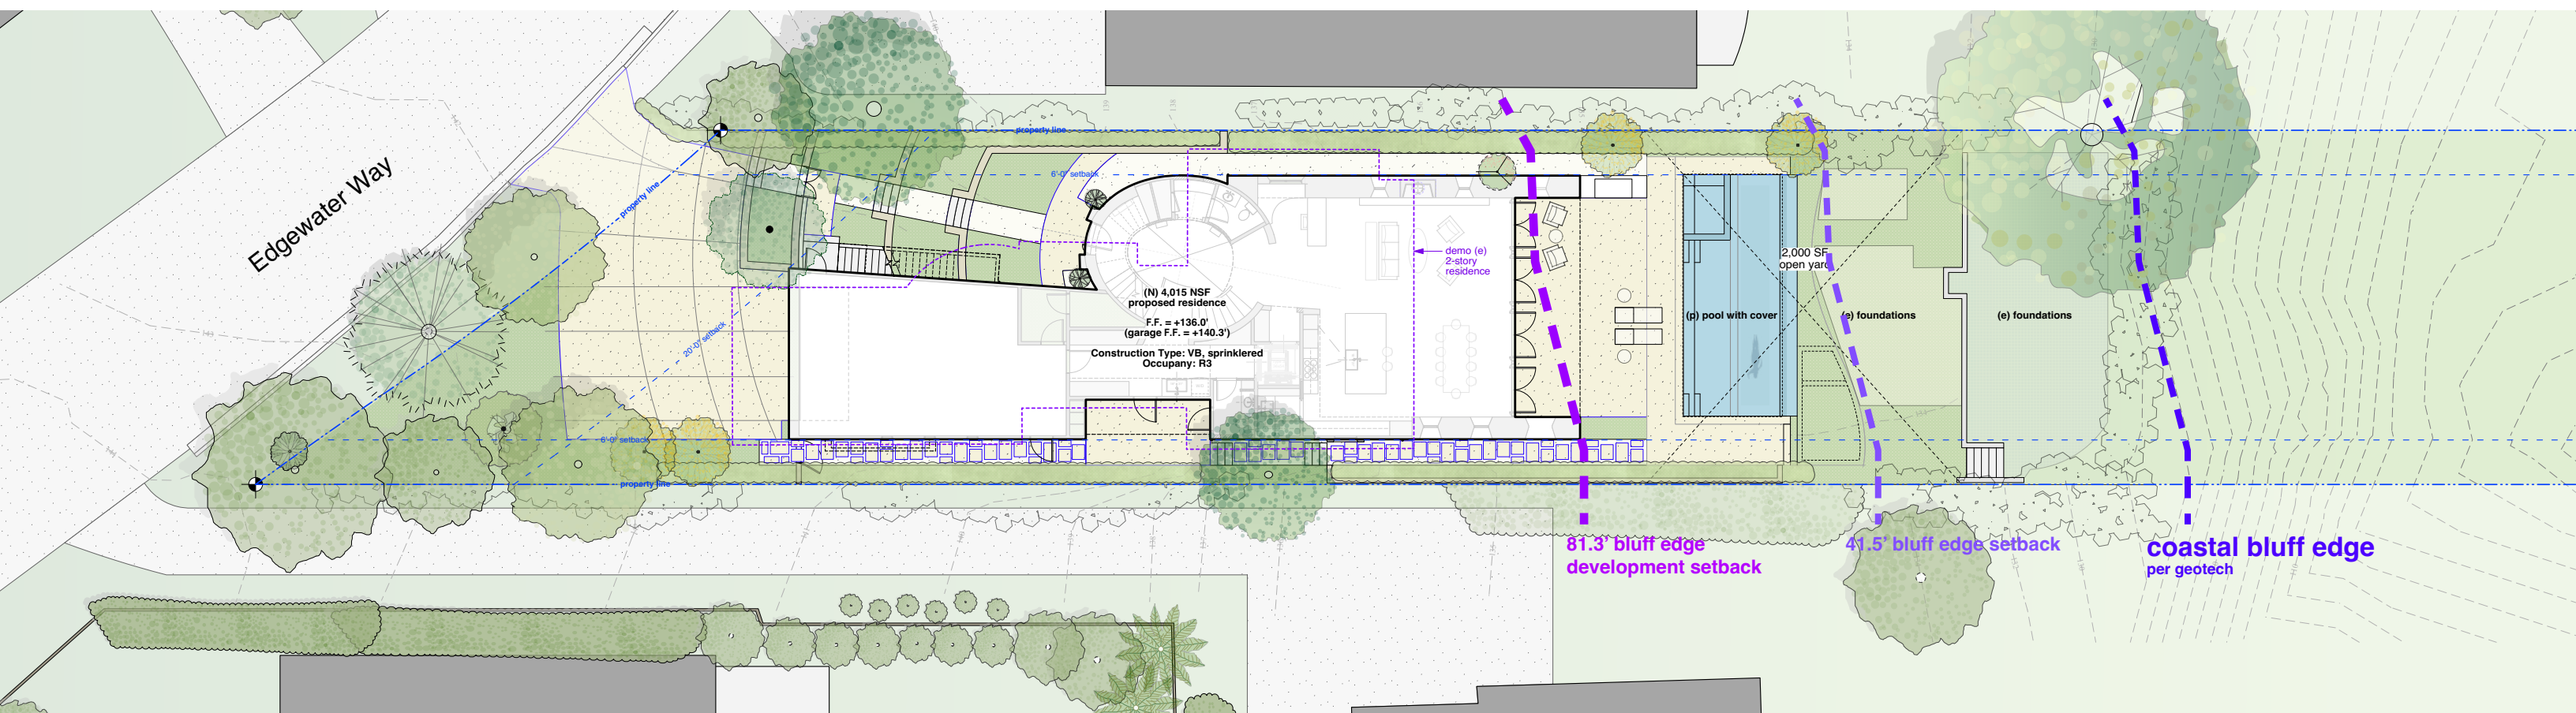 Edgewater Way
property line
property line
property line
6'-0" setback
6'-0" setback
20'-0" setback
demo (e)
2-story
residence
(N) 4,015 NSF
proposed residence
F.F. = +136.0'
(garage F.F. = +140.3')
Construction Type: VB, sprinklered
Occupany: R3
2,000 SF
open yard
(p) pool with cover
(e) foundations
(e) foundations
81.3' bluff edge
development setback
41.5' bluff edge setback
coastal bluff edge
per geotech